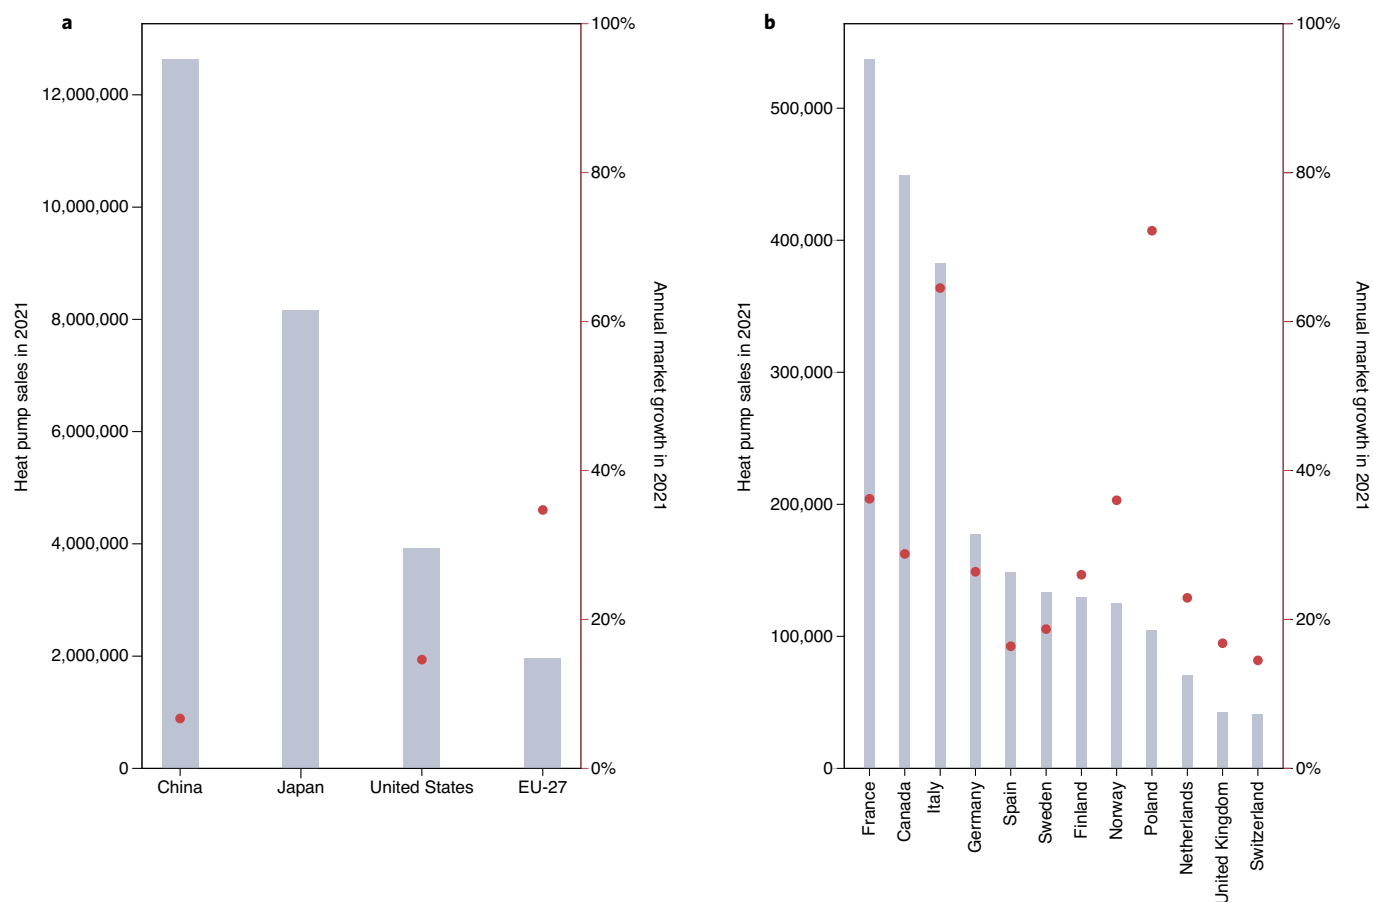 a
Heat pump sales in 2021
12,000,000
10,000,000
8,000,000
6,000,000
4,000,000
2,000,000
0
100%
80%
60%
40%
20%
0%
Annual market growth in 2021
China
Japan
United States
EU-27
b
Heat pump sales in 2021
500,000
400,000
300,000
200,000
100,000
0
100%
80%
60%
40%
20%
0%
Annual market growth in 2021
France
Canada
Italy
Germany
Spain
Sweden
Finland
Norway
Poland
Netherlands
United Kingdom
Switzerland